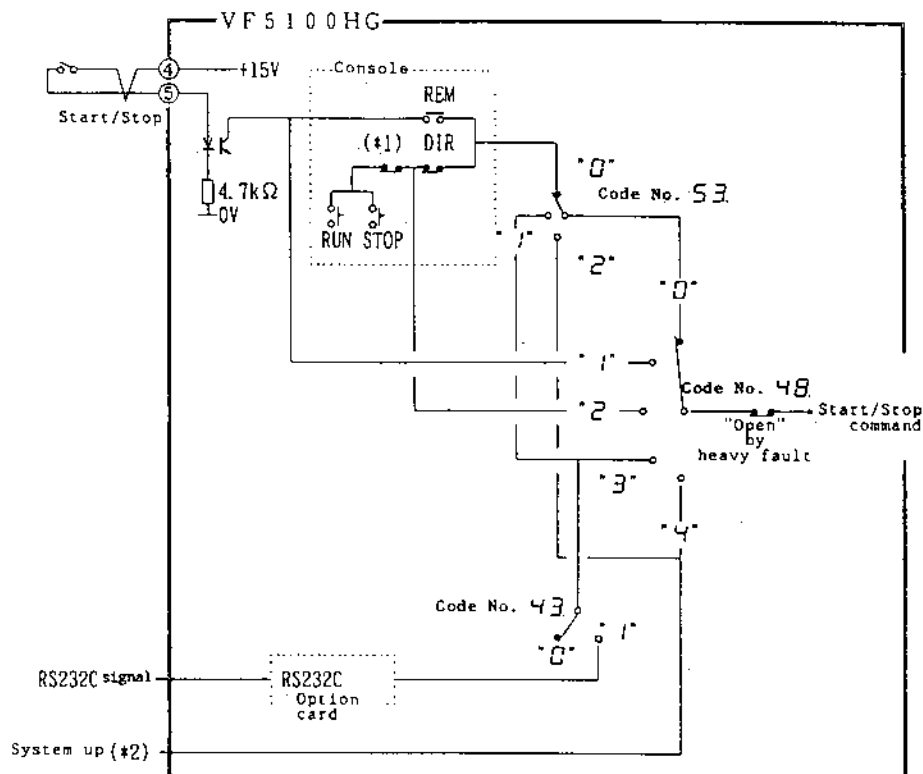 VF5100HG
4 +15V
5
Start/Stop
Console
REM
(*1) DIR
4.7kΩ
0V
RUN STOP
"0"
Code No. 53.
"1"
"2"
"0"
"1"
Code No. 48.
"2"
Start/Stop
command
"Open"
by
heavy fault
"3"
"4"
Code No. 43.
"0"
"1"
RS232C signal
RS232C
Option
card
System up (*2)